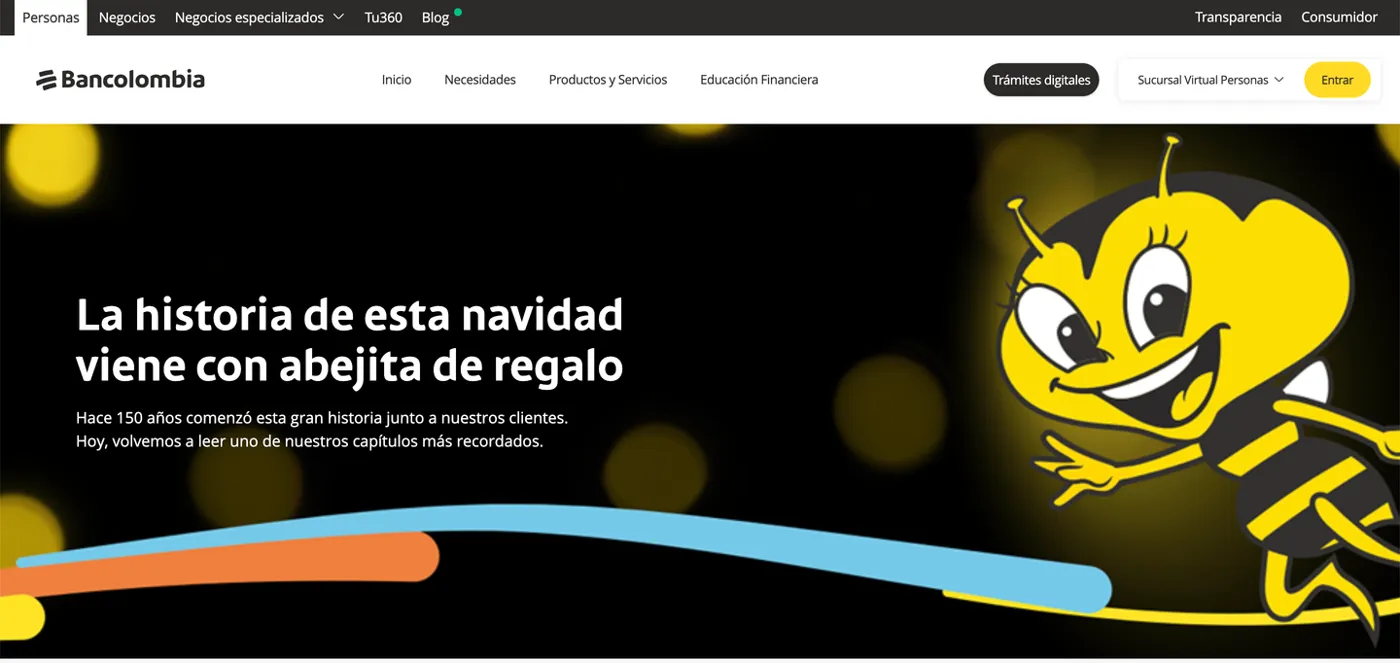 Personas Negocios Negocios especializados Tu360 Blog Transparencia Consumidor
Bancolombia Inicio Necesidades Productos y Servicios Educación Financiera Trámites digitales Sucursal Virtual Personas Entrar
La historia de esta navidad
viene con abejita de regalo
Hace 150 años comenzó esta gran historia junto a nuestros clientes.
Hoy, volvemos a leer uno de nuestros capítulos más recordados.